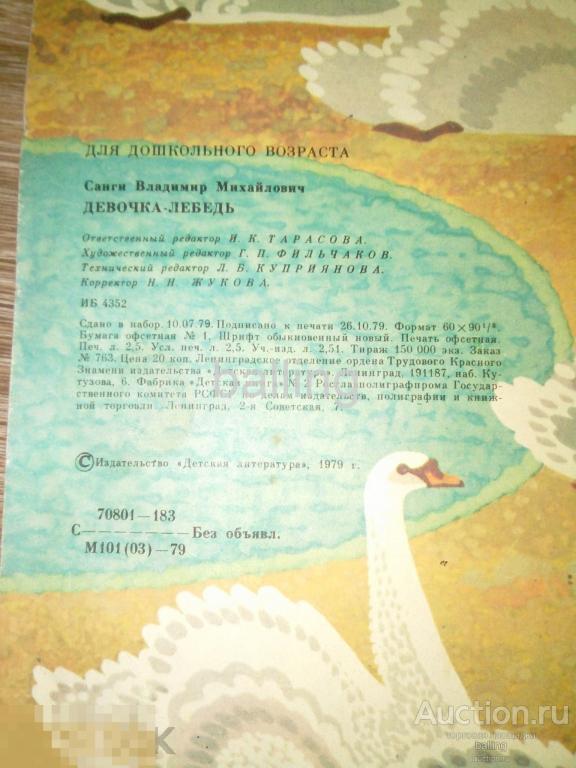 ДЛЯ ДОШКОЛЬНОГО ВОЗРАСТА
Санги Владимир Михайлович
ДЕВОЧКА-ЛЕБЕДЬ
Ответственный редактор И. К. ТАРАСОВА.
Художественный редактор Г. П. ФИЛЬЧАКОВ.
Технический редактор Л. Б. КУПРИЯНОВА.
Корректор Н. Н. ЖУКОВА.
ИБ 4352
Сдано в набор. 10.07.79. Подписано к печати 26.10.79. Формат 60×90¹/₈.
Бумага офсетная № 1. Шрифт обыкновенный новый. Печать офсетная.
Печ. л. 2,5. Усл. печ. л. 2,5. Уч.-изд. л. 2,51. Тираж 150 000 экз. Заказ
№ 763. Цена 20 коп. Ленинградское отделение ордена Трудового Красного
Знамени издательства «Детская литература». Ленинград, 191187, наб. Ку-
тузова, 6. Фабрика «Детская книга» № 2 Росглавполиграфпрома Государ-
ственного комитета РСФСР по делам издательств, полиграфии и книж-
ной торговли. Ленинград, 2-я Советская, 7.
balling
© Издательство «Детская литература», 1979 г.
70801—183
С———————Без объявл.
М101(03)—79
Аукцион.ru
balling